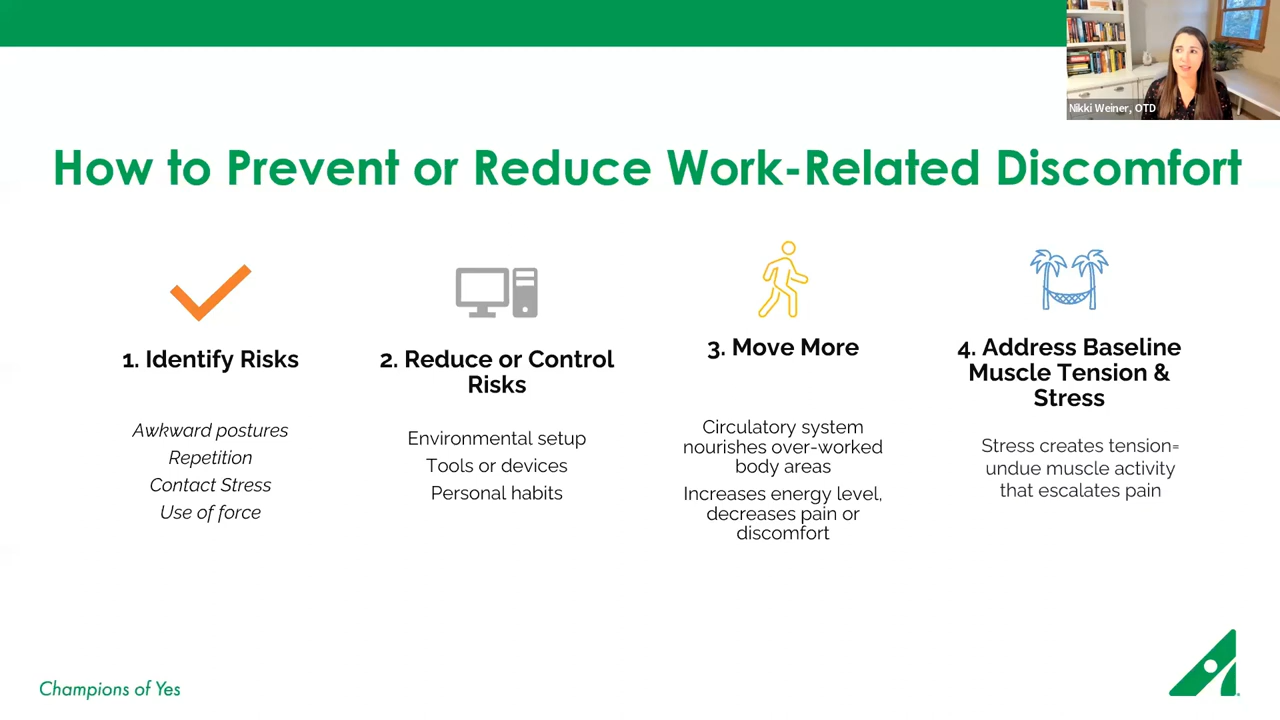 Nikki Weiner, OTD
How to Prevent or Reduce Work-Related Discomfort
1. Identify Risks
Awkward postures
Repetition
Contact Stress
Use of force
2. Reduce or Control
Risks
Environmental setup
Tools or devices
Personal habits
3. Move More
Circulatory system
nourishes over-worked
body areas
Increases energy level,
decreases pain or
discomfort
4. Address Baseline
Muscle Tension &
Stress
Stress creates tension=
undue muscle activity
that escalates pain
Champions of Yes